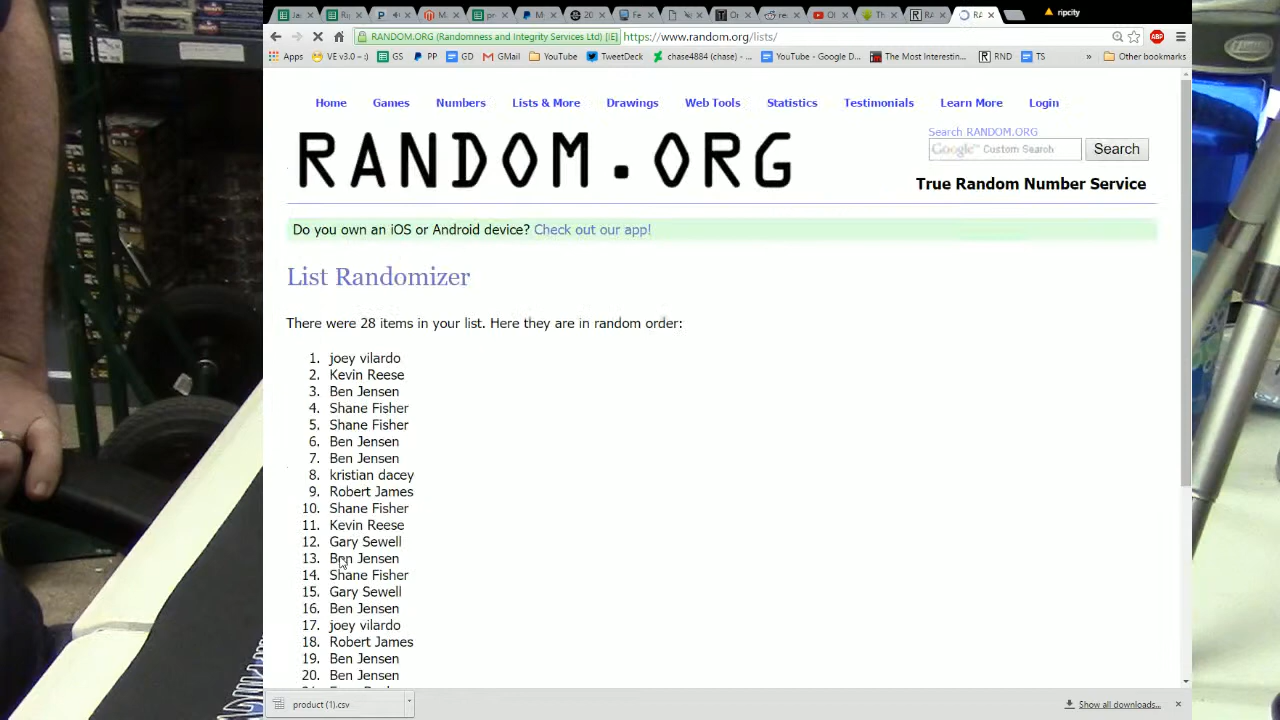 ripcity
RANDOM.ORG (Randomness and Integrity Services Ltd) [IE] https://www.random.org/lists/
Apps VE v3.0 ~ :) GS PP GD GMail YouTube TweetDeck chase4884 (chase) - ... YouTube - Google D... The Most Interestin... RND TS » Other bookmarks
Home Games Numbers Lists & More Drawings Web Tools Statistics Testimonials Learn More Login
RANDOM.ORG
Search RANDOM.ORG
Google™ Custom Search Search
True Random Number Service
Do you own an iOS or Android device? Check out our app!
List Randomizer
There were 28 items in your list. Here they are in random order:
1. joey vilardo
2. Kevin Reese
3. Ben Jensen
4. Shane Fisher
5. Shane Fisher
6. Ben Jensen
7. Ben Jensen
8. kristian dacey
9. Robert James
10. Shane Fisher
11. Kevin Reese
12. Gary Sewell
13. Ben Jensen
14. Shane Fisher
15. Gary Sewell
16. Ben Jensen
17. joey vilardo
18. Robert James
19. Ben Jensen
20. Ben Jensen
product (1).csv
Show all downloads...